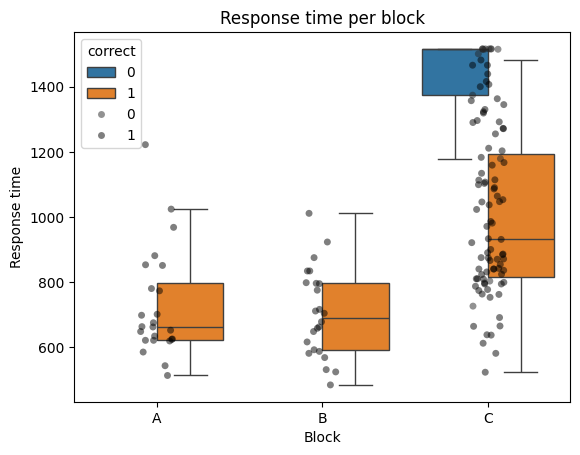 Response time per block
correct
0
1
0
1
1400
1200
1000
800
600
Response time
A
B
C
Block